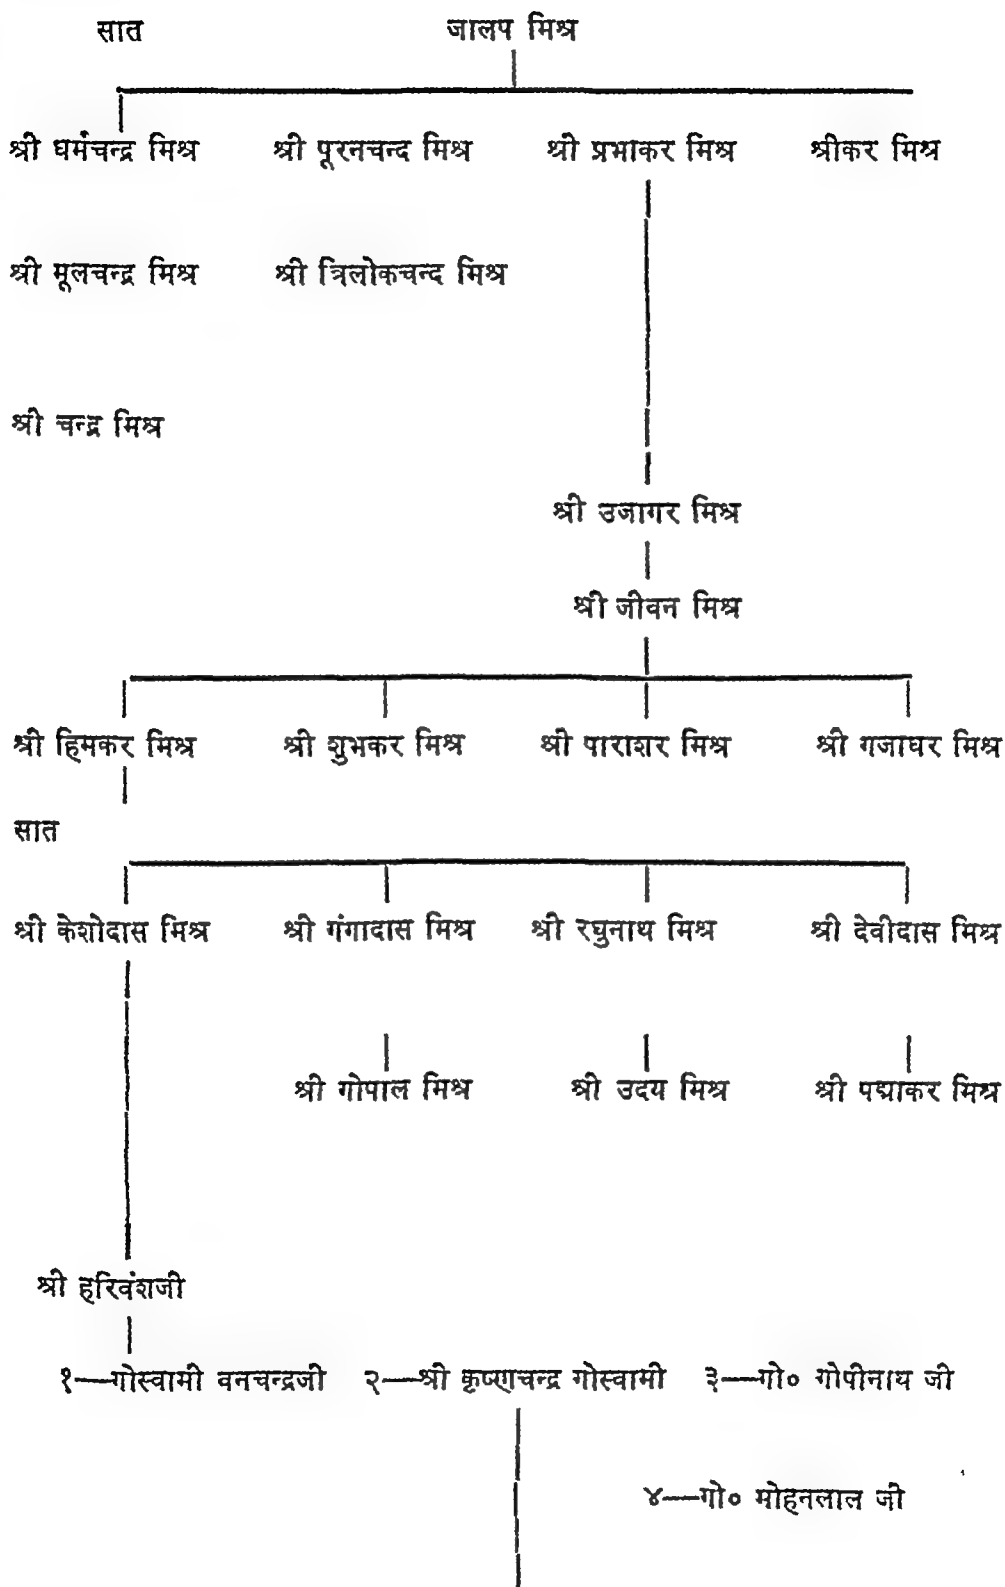 सात जालप मिश्र
श्री धर्मचन्द्र मिश्र श्री पूरनचन्द मिश्र श्री प्रभाकर मिश्र श्रीकर मिश्र
श्री मूलचन्द्र मिश्र श्री त्रिलोकचन्द मिश्र
श्री चन्द्र मिश्र
श्री उजागर मिश्र
श्री जीवन मिश्र
श्री हिमकर मिश्र श्री शुभकर मिश्र श्री पाराशर मिश्र श्री गजाधर मिश्र
सात
श्री केशोदास मिश्र श्री गंगादास मिश्र श्री रघुनाथ मिश्र श्री देवीदास मिश्र
श्री गोपाल मिश्र श्री उदय मिश्र श्री पद्माकर मिश्र
श्री हरिवंशजी
१—गोस्वामी वनचन्द्रजी २—श्री कृष्णचन्द्र गोस्वामी ३—गो० गोपीनाथ जी
४—गो० मोहनलाल जी